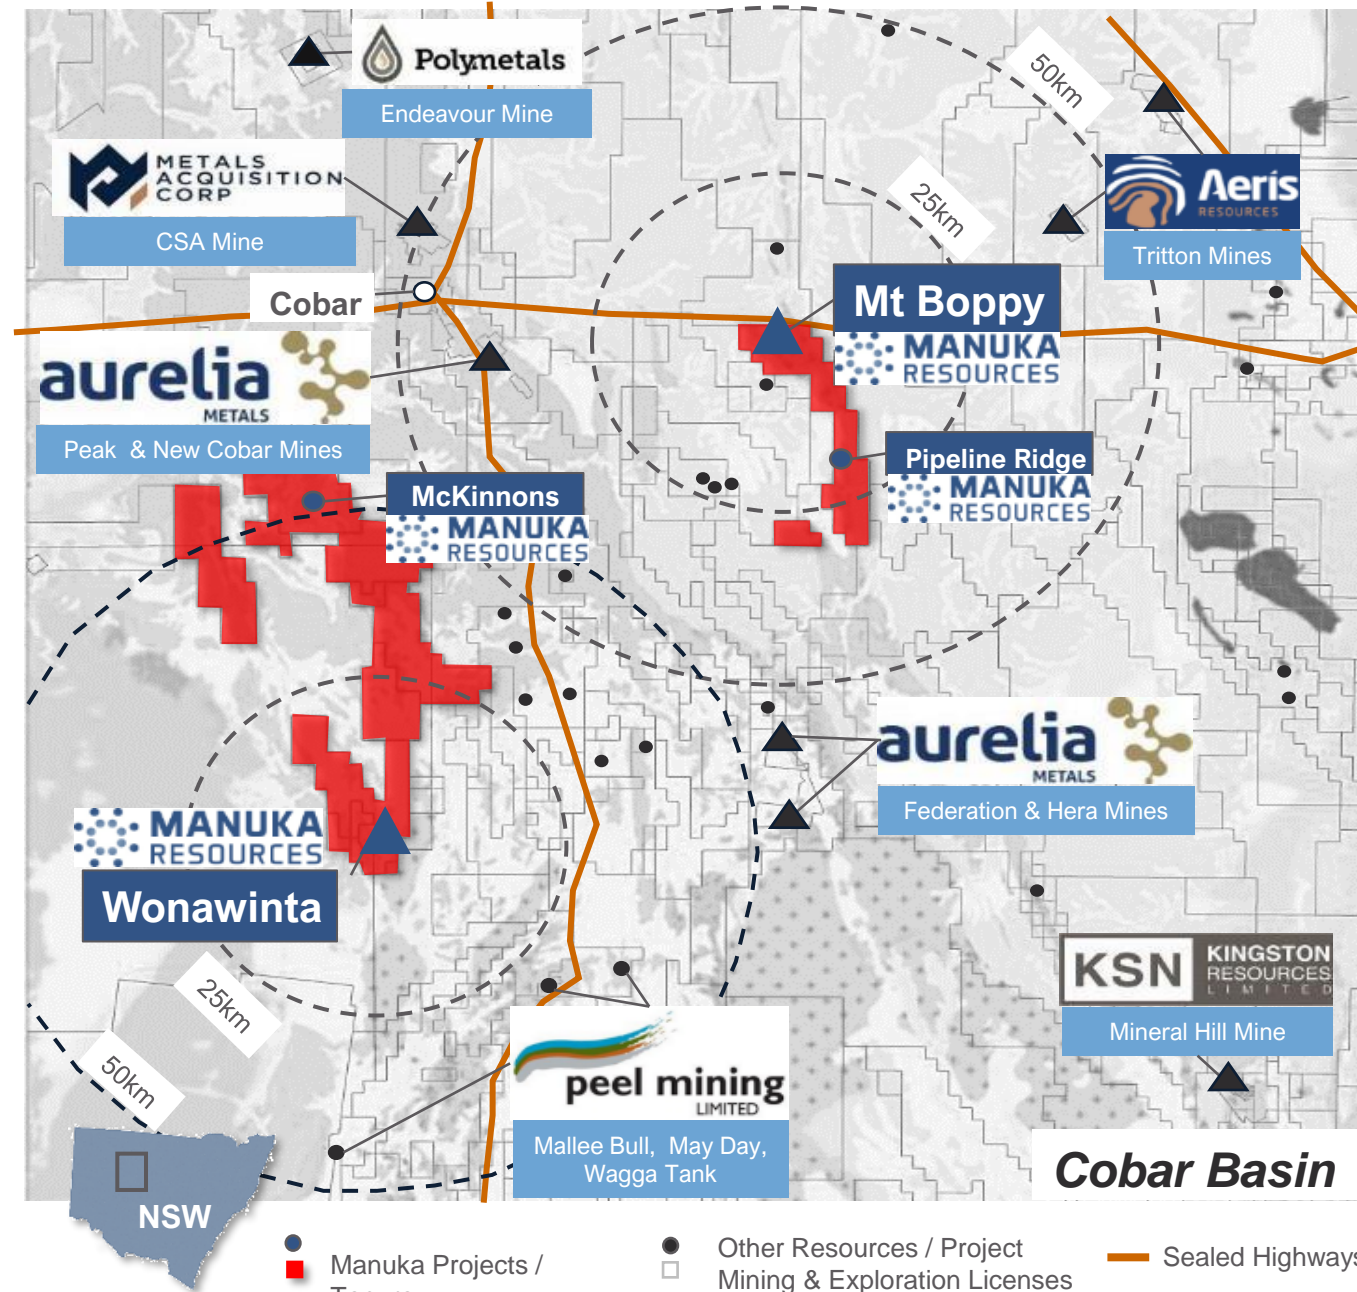 Polymetals
Endeavour Mine
50km
METALS
ACQUISITION
CORP
CSA Mine
Aeris
RESOURCES
Tritton Mines
25km
Cobar
Mt Boppy
MANUKA
RESOURCES
aurelia
METALS
Peak & New Cobar Mines
Pipeline Ridge
MANUKA
RESOURCES
McKinnons
MANUKA
RESOURCES
aurelia
METALS
Federation & Hera Mines
MANUKA
RESOURCES
Wonawinta
KSN
KINGSTON
RESOURCES
LIMITED
Mineral Hill Mine
25km
50km
peel mining
LIMITED
Mallee Bull, May Day,
Wagga Tank
Cobar Basin
NSW
Manuka Projects /
Other Resources / Project
Mining & Exploration Licenses
Sealed Highways